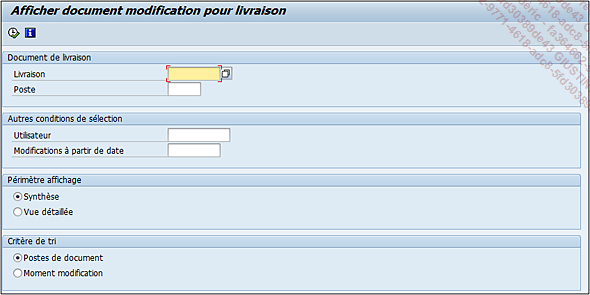 Afficher document modification pour livraison
Document de livraison
Livraison
Poste
Autres conditions de sélection
Utilisateur
Modifications à partir de date
Périmètre affichage
Synthèse
Vue détaillée
Critère de tri
Postes de document
Moment modification